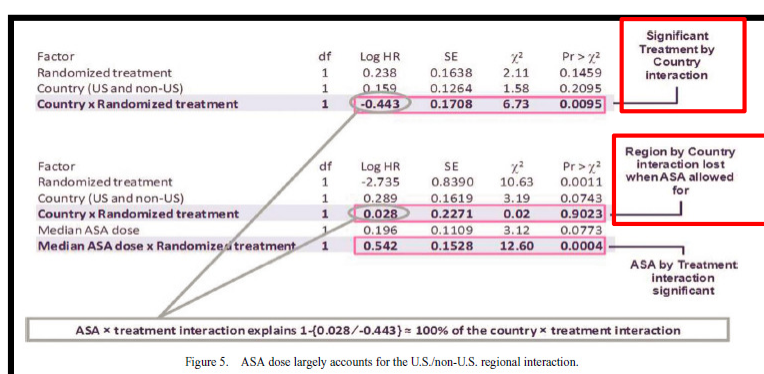 Factor df Log HR SE χ² Pr > χ²
Randomized treatment 1 0.238 0.1638 2.11 0.1459
Country (US and non-US) 1 0.159 0.1264 1.58 0.2095
Country x Randomized treatment 1 -0.443 0.1708 6.73 0.0095
Significant
Treatment by
Country
interaction
Factor df Log HR SE χ² Pr > χ²
Randomized treatment 1 -2.735 0.8390 10.63 0.0011
Country (US and non-US) 1 0.289 0.1619 3.19 0.0743
Country x Randomized treatment 1 0.028 0.2271 0.02 0.9023
Median ASA dose 1 0.196 0.1109 3.12 0.0773
Median ASA dose x Randomized treatment 1 0.542 0.1528 12.60 0.0004
Region by Country
interaction lost
when ASA allowed
for
ASA by Treatment
interaction
significant
ASA × treatment interaction explains 1-{0.028/-0.443} ≈ 100% of the country × treatment interaction
Figure 5. ASA dose largely accounts for the U.S./non-U.S. regional interaction.